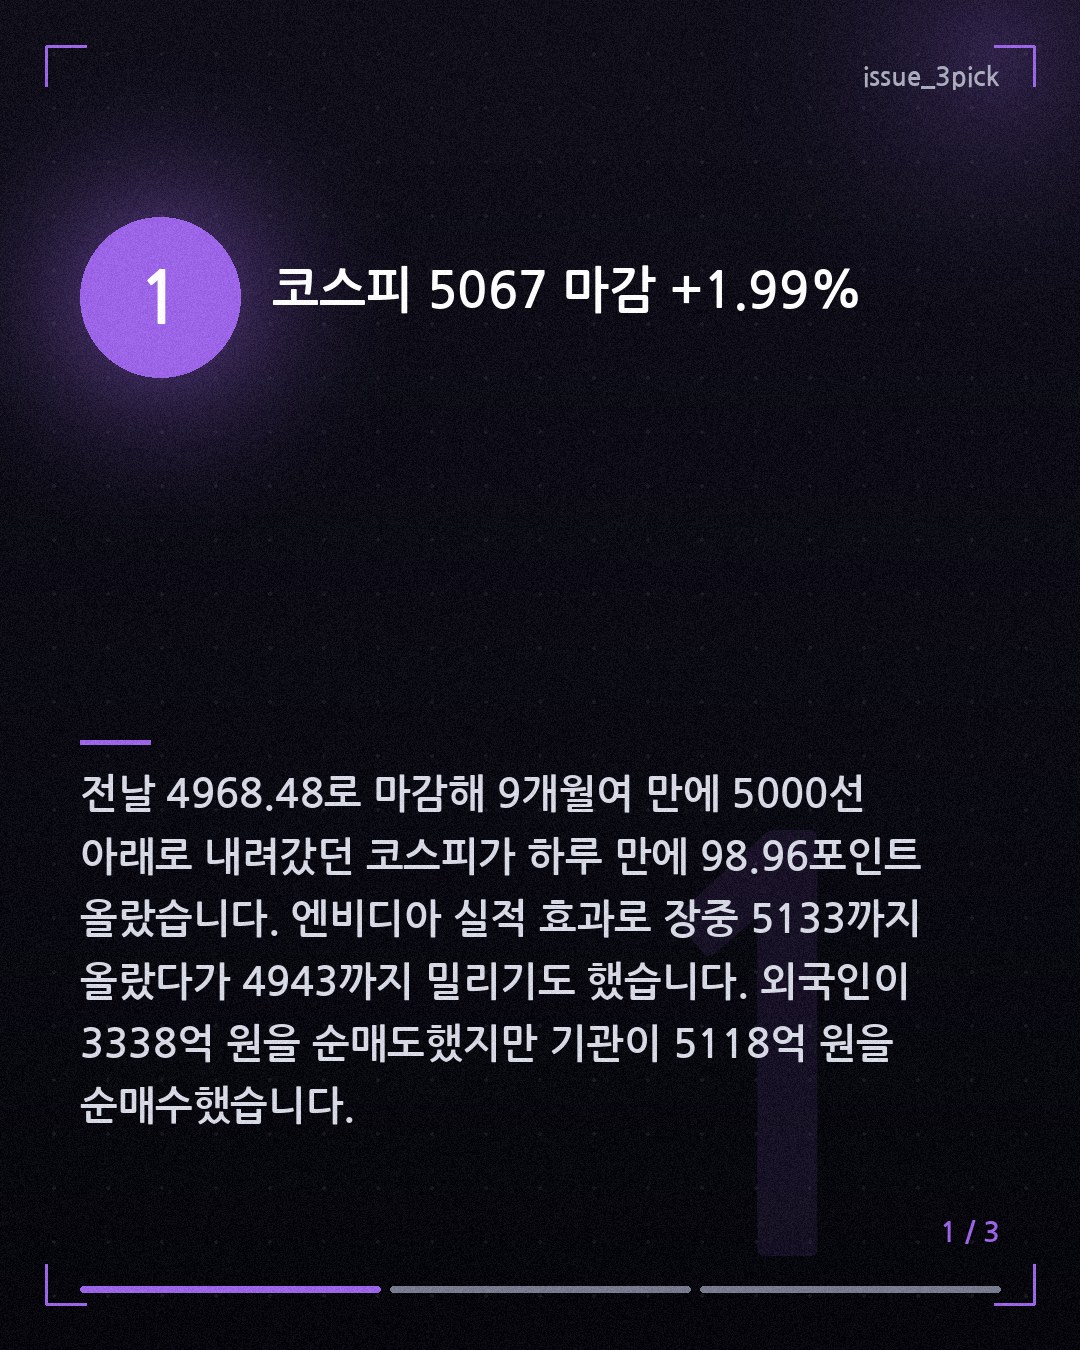 issue_3pick
1
코스피 5067 마감 +1.99%
전날 4968.48로 마감해 9개월여 만에 5000선
아래로 내려갔던 코스피가 하루 만에 98.96포인트
올랐습니다. 엔비디아 실적 효과로 장중 5133까지
올랐다가 4943까지 밀리기도 했습니다. 외국인이
3338억 원을 순매도했지만 기관이 5118억 원을
순매수했습니다.
1
1 / 3